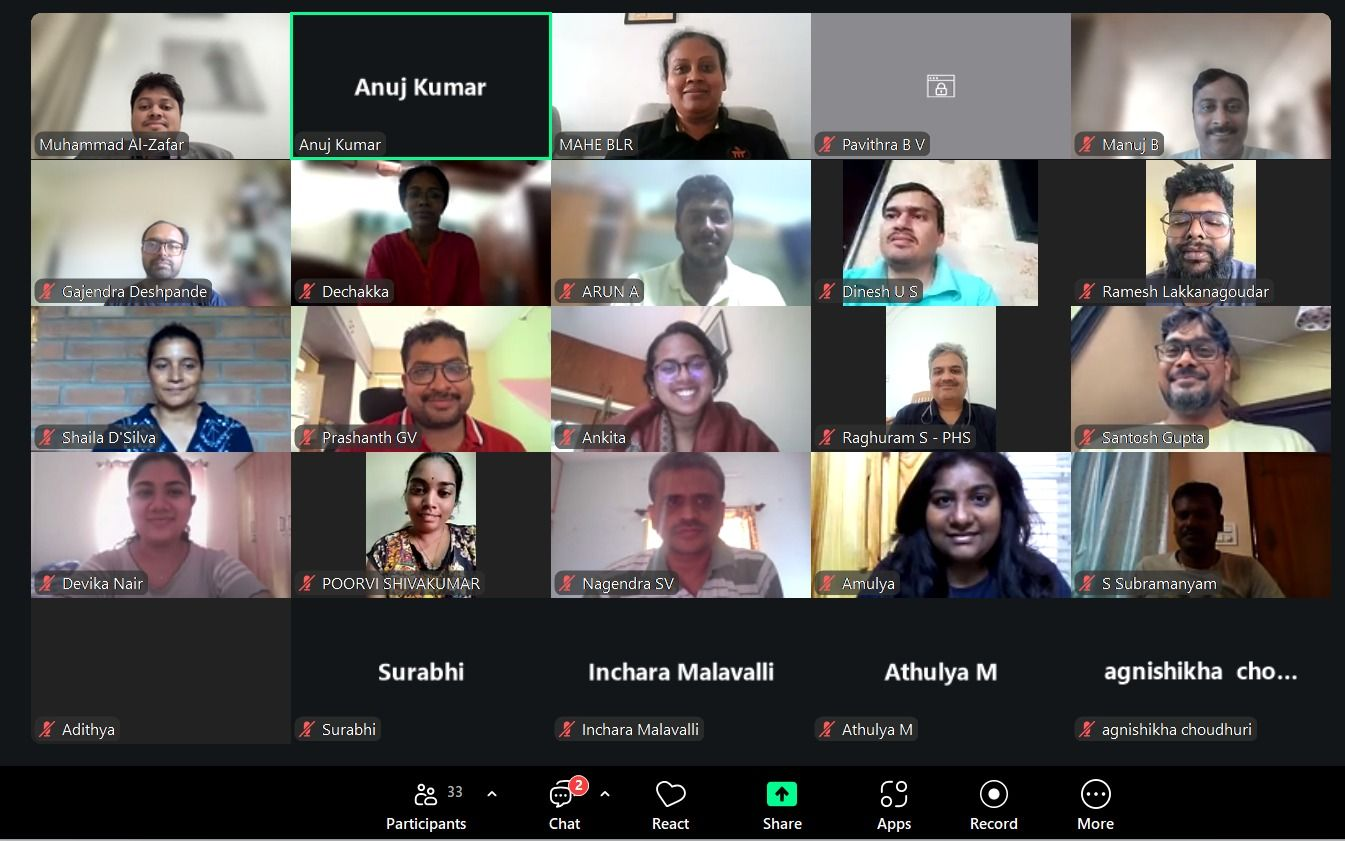 Anuj Kumar
Muhammad Al-Zafar
Anuj Kumar
MAHE BLR
Pavithra B V
Manuj B
Gajendra Deshpande
Dechakka
ARUN A
Dinesh U S
Ramesh Lakkanagoudar
Shaila D'Silva
Prashanth GV
Ankita
Raghuram S - PHS
Santosh Gupta
Devika Nair
POORVI SHIVAKUMAR
Nagendra SV
Amulya
S Subramanyam
Surabhi
Inchara Malavalli
Athulya M
agnishikha cho...
Adithya
Surabhi
Inchara Malavalli
Athulya M
agnishikha choudhuri
33
2
Participants
Chat
React
Share
Apps
Record
More